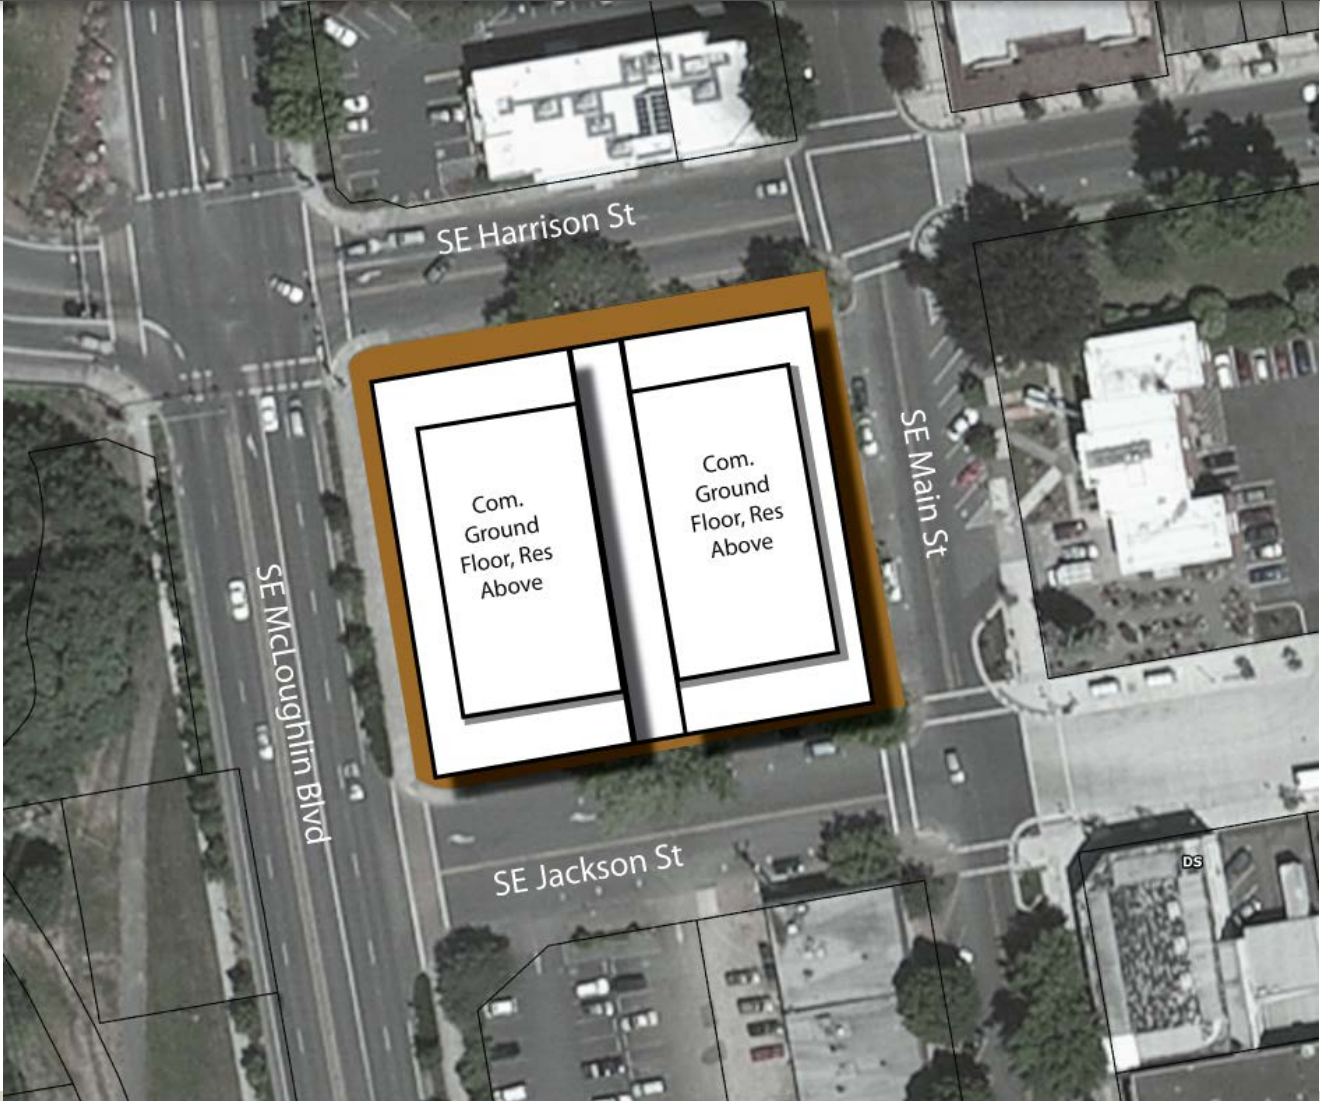 SE Harrison St
Com.
Ground
Floor, Res
Above
Com.
Ground
Floor, Res
Above
SE Main St
SE McLoughlin Blvd
SE Jackson St
DS